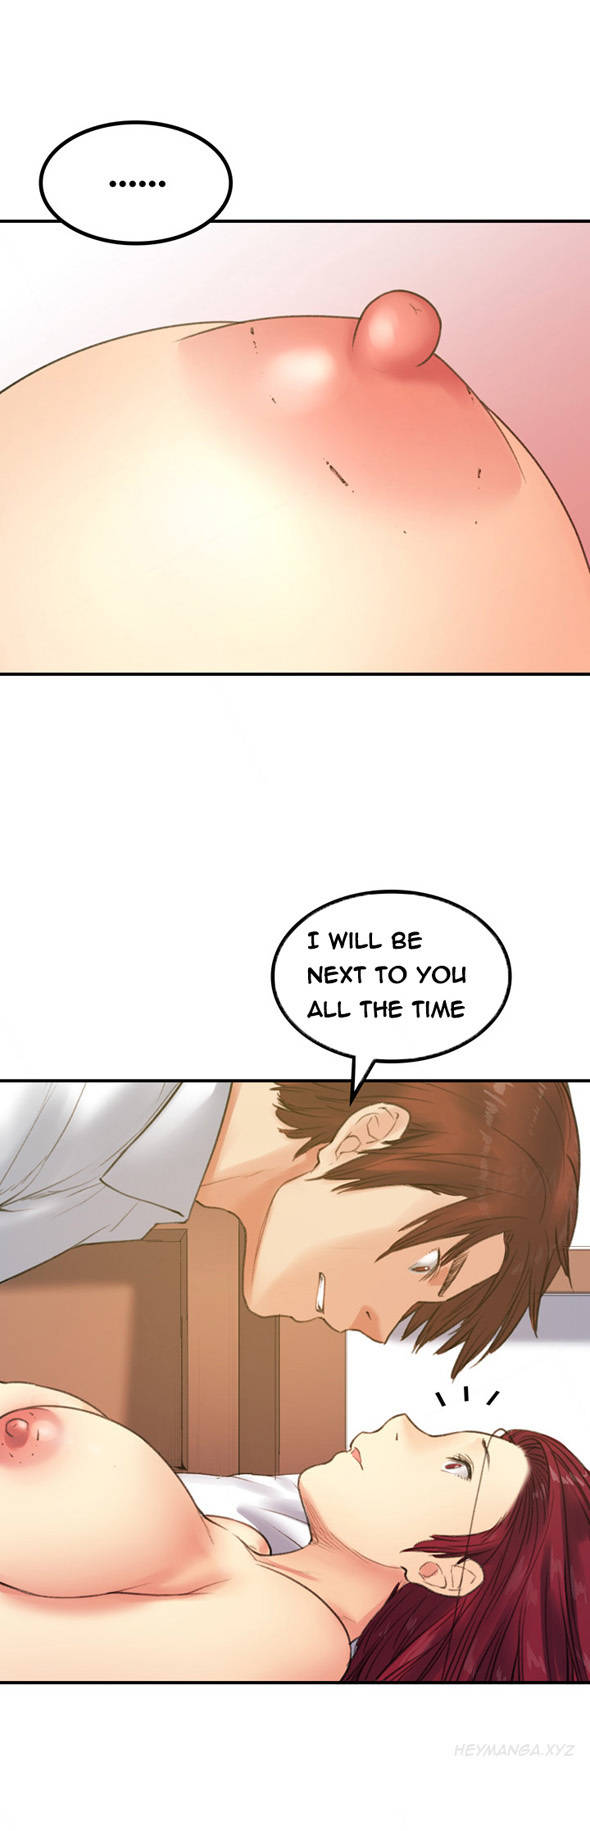 ......
I WILL BE
NEXT TO YOU
ALL THE TIME
HEYMANGA.XYZ